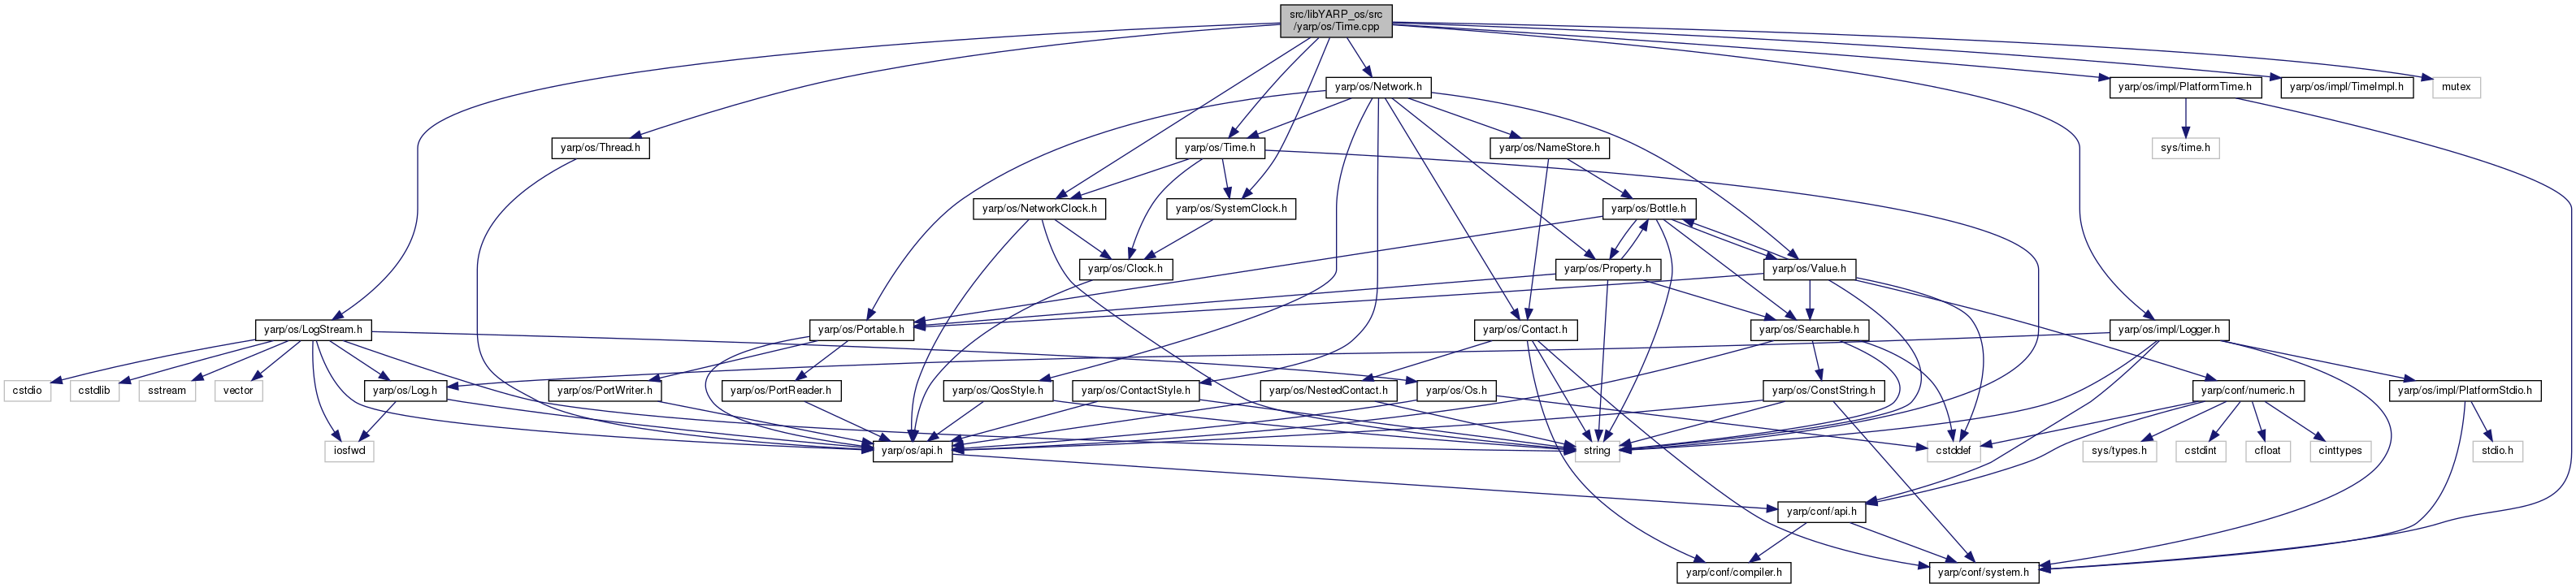 src/libYARP_os/src
/yarp/os/Time.cpp
yarp/os/Network.h
yarp/os/impl/PlatformTime.h
yarp/os/impl/TimeImpl.h
mutex
yarp/os/Thread.h
yarp/os/Time.h
yarp/os/NameStore.h
sys/time.h
yarp/os/NetworkClock.h
yarp/os/SystemClock.h
yarp/os/Bottle.h
yarp/os/Clock.h
yarp/os/Property.h
yarp/os/Value.h
yarp/os/LogStream.h
yarp/os/Portable.h
yarp/os/Contact.h
yarp/os/Searchable.h
yarp/os/impl/Logger.h
cstdio
cstdlib
sstream
vector
yarp/os/Log.h
yarp/os/PortWriter.h
yarp/os/PortReader.h
yarp/os/QosStyle.h
yarp/os/ContactStyle.h
yarp/os/NestedContact.h
yarp/os/Os.h
yarp/os/ConstString.h
yarp/conf/numeric.h
yarp/os/impl/PlatformStdio.h
iosfwd
yarp/os/api.h
string
cstddef
sys/types.h
cstdint
cfloat
cinttypes
stdio.h
yarp/conf/api.h
yarp/conf/compiler.h
yarp/conf/system.h